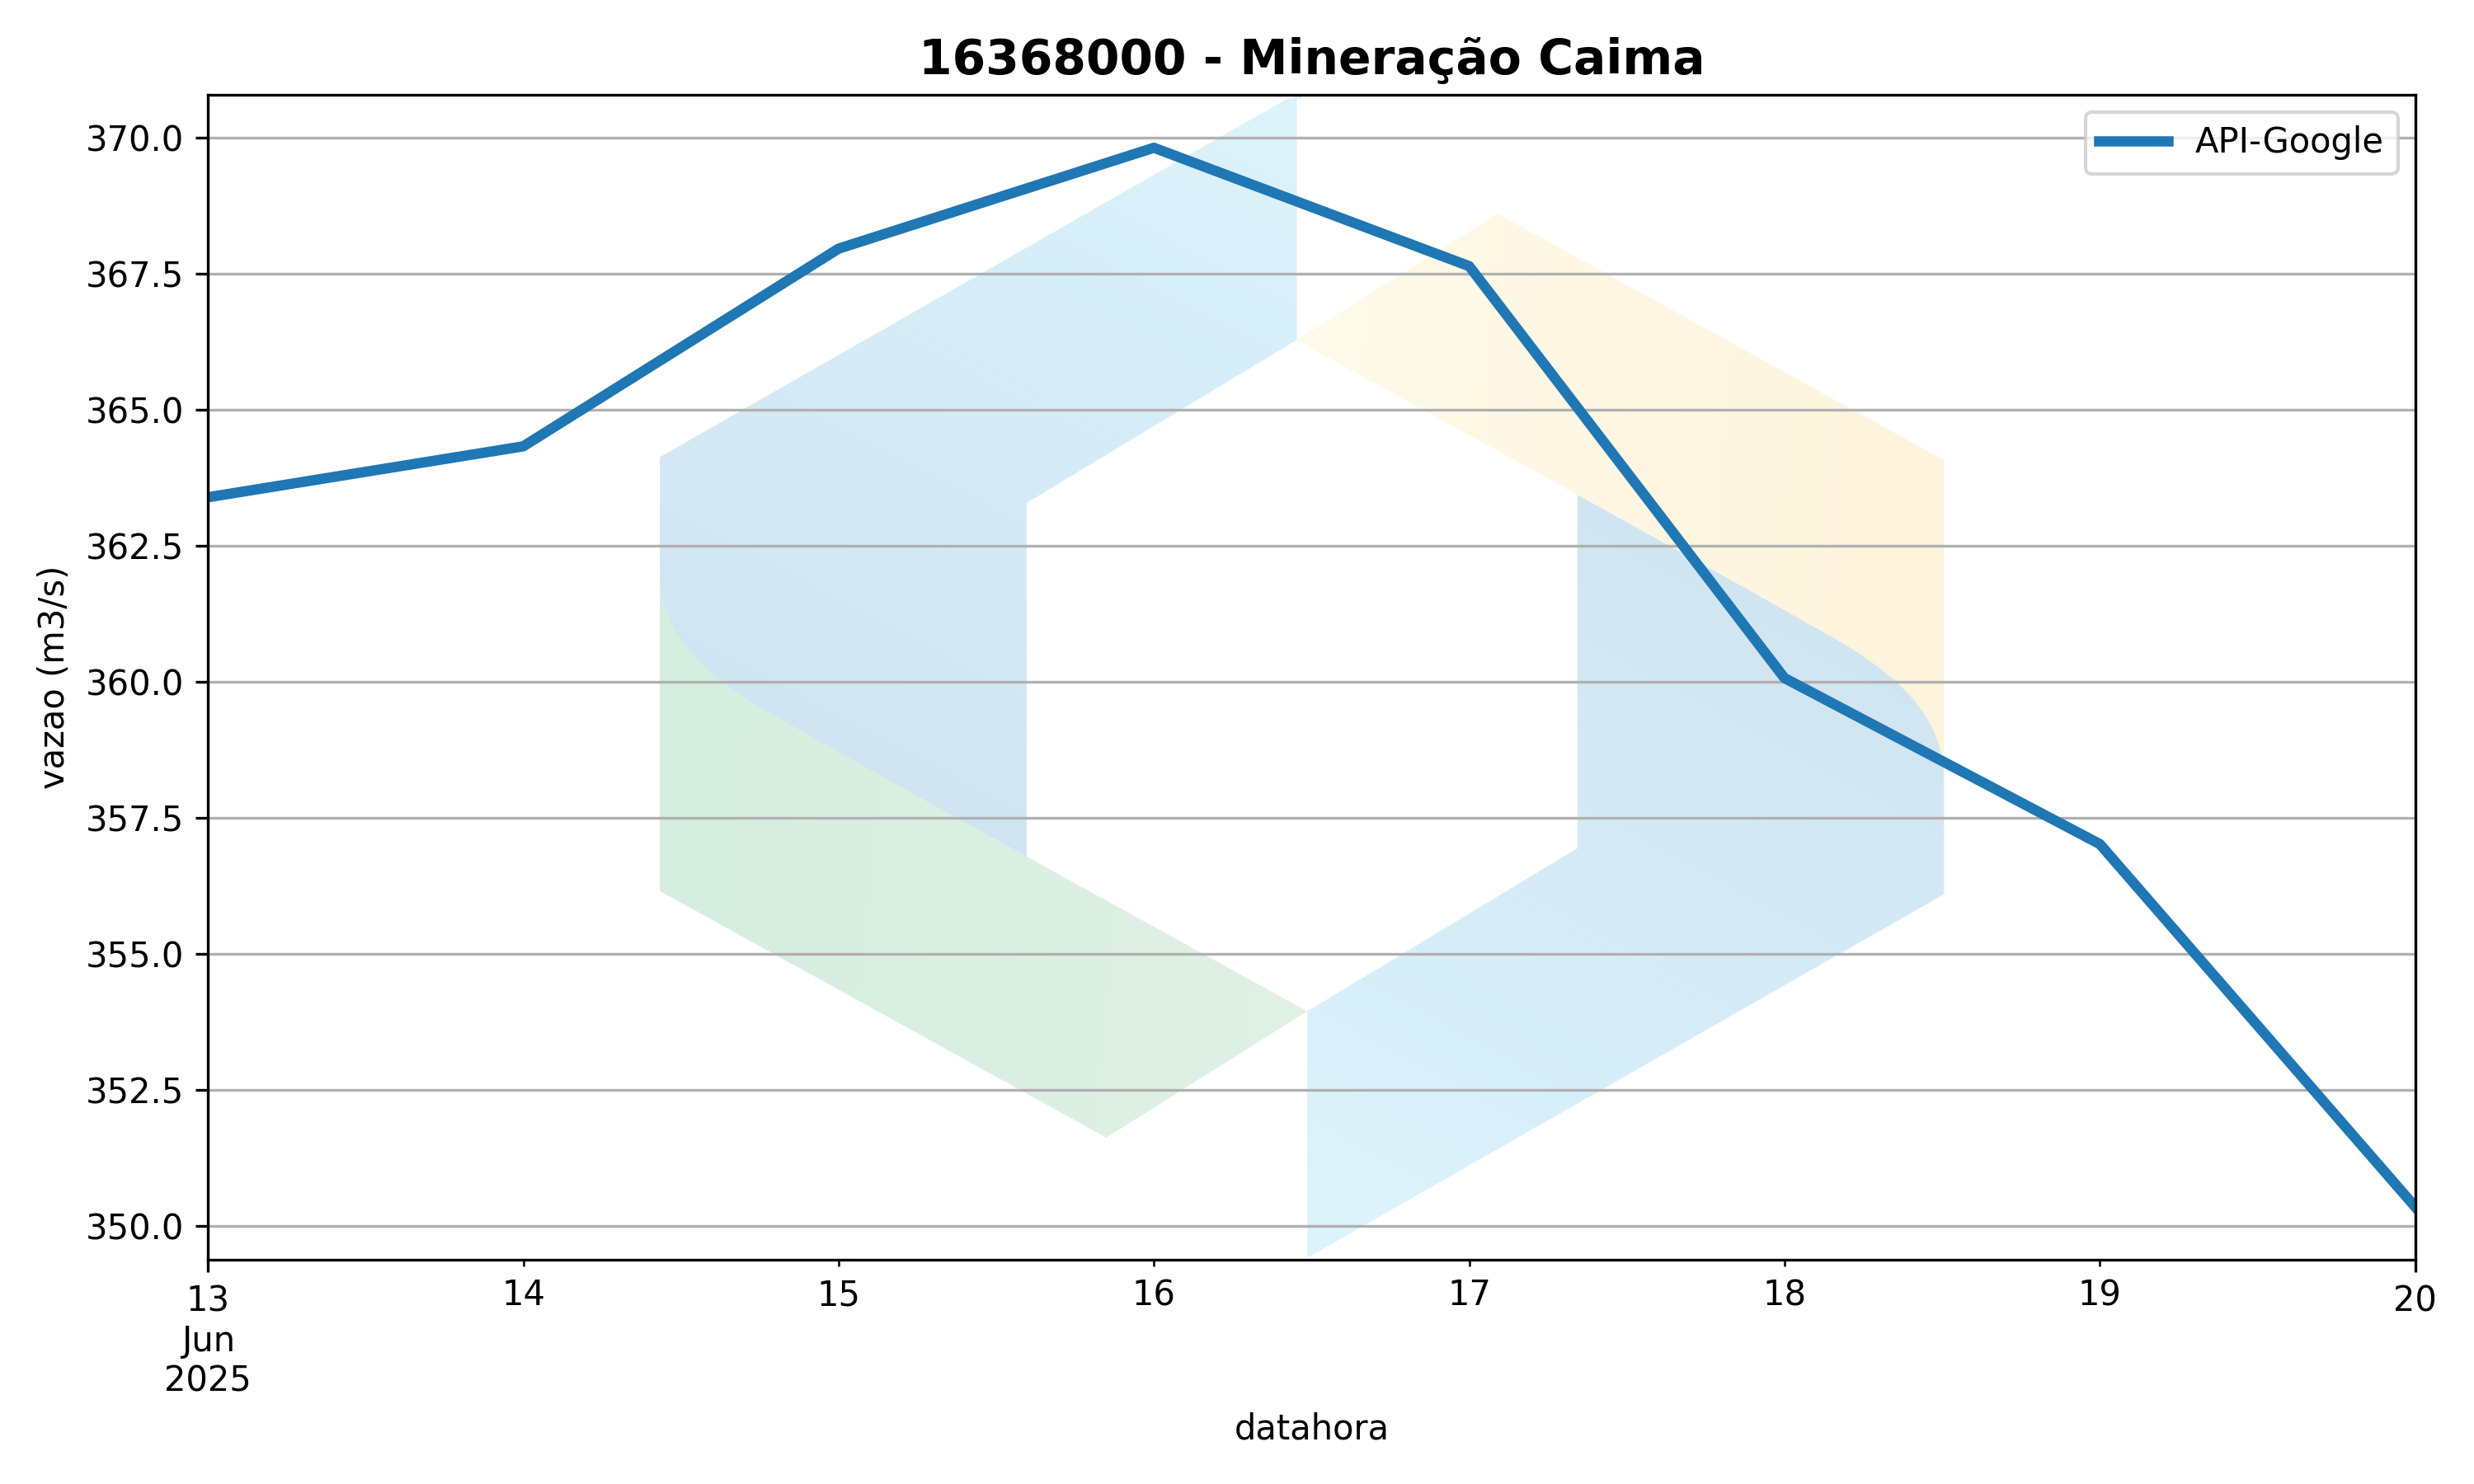 16368000 - Mineração Caima
API-Google
370.0
367.5
365.0
362.5
360.0
357.5
355.0
352.5
350.0
vazao (m3/s)
13 14 15 16 17 18 19 20
Jun
2025
datahora